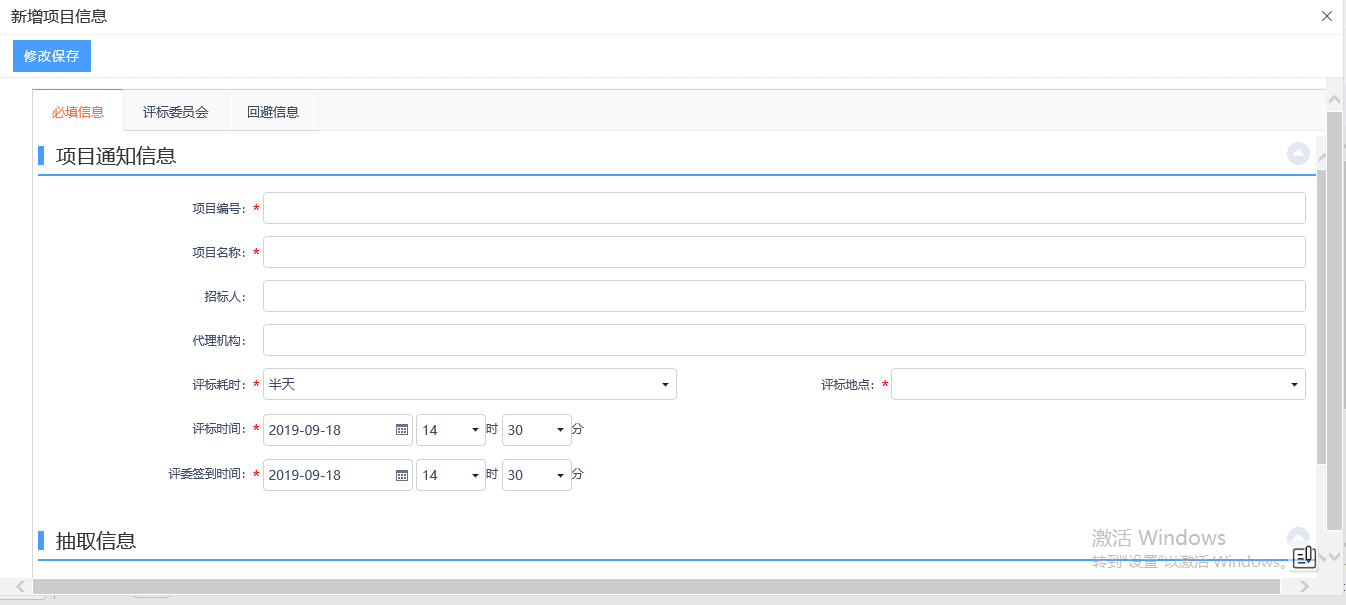 新增项目信息
修改保存
必填信息 评标委员会 回避信息
项目通知信息
项目编号: *
项目名称: *
招标人:
代理机构:
评标耗时: * 半天 评标地点: *
评标时间: * 2019-09-18 14 时 30 分
评委签到时间: * 2019-09-18 14 时 30 分
抽取信息
激活 Windows
转到"设置"以激活 Windows。